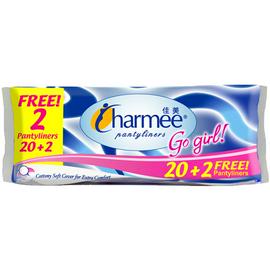 FREE!
2
Pantyliners
20+2
Charmee®
佳美
pantyliners
Go girl!
20+2 FREE!
Pantyliners
Cottony Soft Cover for Extra Comfort